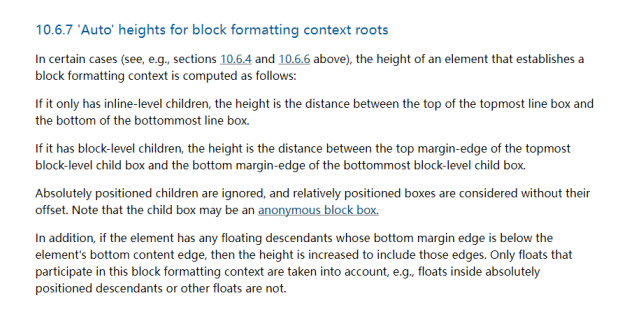 10.6.7 'Auto' heights for block formatting context roots
In certain cases (see, e.g., sections 10.6.4 and 10.6.6 above), the height of an element that establishes a
block formatting context is computed as follows:
If it only has inline-level children, the height is the distance between the top of the topmost line box and
the bottom of the bottommost line box.
If it has block-level children, the height is the distance between the top margin-edge of the topmost
block-level child box and the bottom margin-edge of the bottommost block-level child box.
Absolutely positioned children are ignored, and relatively positioned boxes are considered without their
offset. Note that the child box may be an anonymous block box.
In addition, if the element has any floating descendants whose bottom margin edge is below the
element's bottom content edge, then the height is increased to include those edges. Only floats that
participate in this block formatting context are taken into account, e.g., floats inside absolutely
positioned descendants or other floats are not.